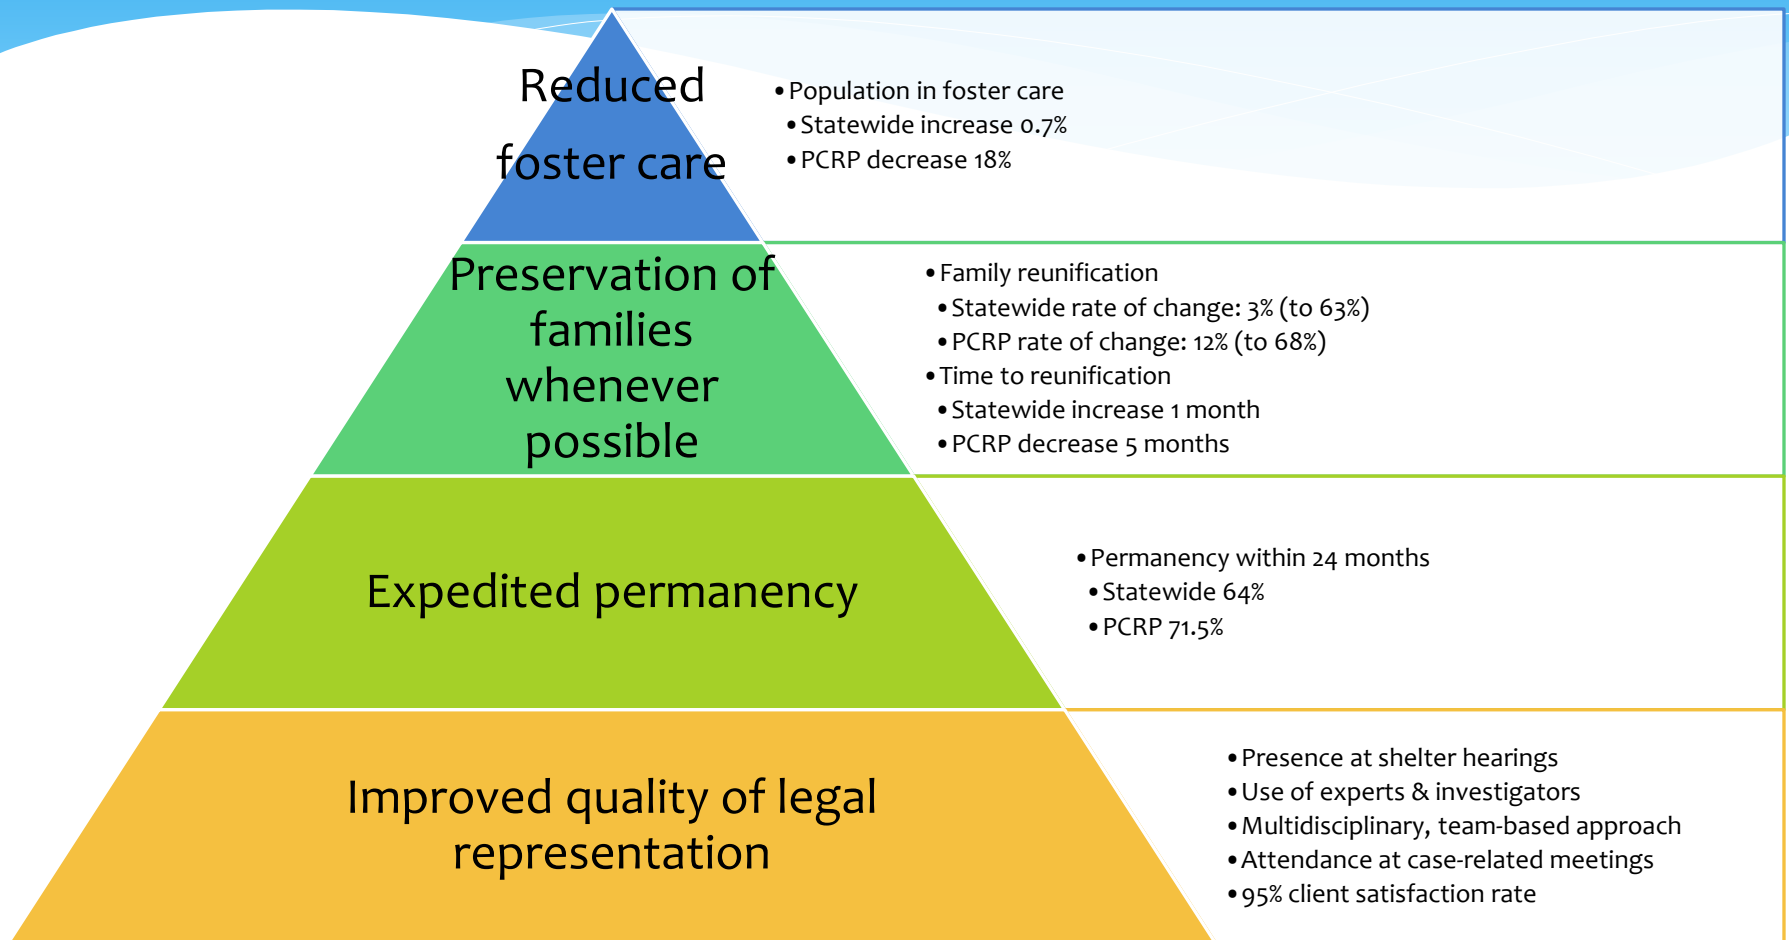 Reduced
foster care
• Population in foster care
• Statewide increase 0.7%
• PCRP decrease 18%
Preservation of
families
whenever
possible
• Family reunification
• Statewide rate of change: 3% (to 63%)
• PCRP rate of change: 12% (to 68%)
• Time to reunification
• Statewide increase 1 month
• PCRP decrease 5 months
Expedited permanency
• Permanency within 24 months
• Statewide 64%
• PCRP 71.5%
Improved quality of legal
representation
• Presence at shelter hearings
• Use of experts & investigators
• Multidisciplinary, team-based approach
• Attendance at case-related meetings
• 95% client satisfaction rate